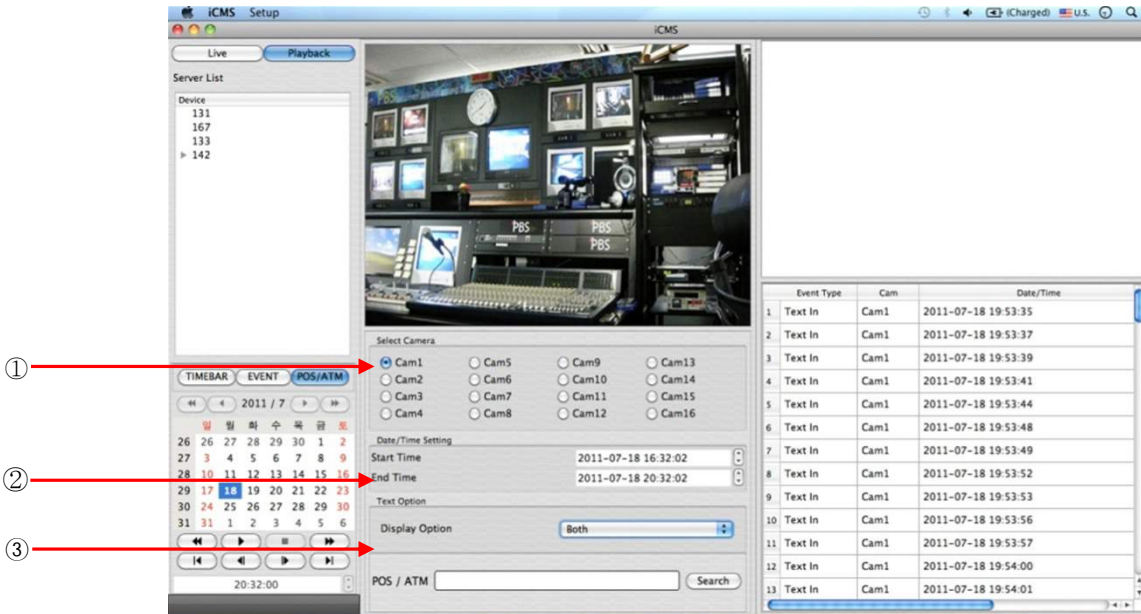 iCMS Setup
(Charged) U.S.
iCMS
Live Playback
Server List
Device
131
167
133
142
PBS PBS
PBS
①
②
③
TIMEBAR EVENT POS/ATM
2011 / 7
일 월 화 수 목 금 토
26 26 27 28 29 30 1 2
27 3 4 5 6 7 8 9
28 10 11 12 13 14 15 16
29 17 18 19 20 21 22 23
30 24 25 26 27 28 29 30
31 31 1 2 3 4 5 6
20:32:00
Select Camera
Cam1 Cam5 Cam9 Cam13
Cam2 Cam6 Cam10 Cam14
Cam3 Cam7 Cam11 Cam15
Cam4 Cam8 Cam12 Cam16
Date/Time Setting
Start Time 2011-07-18 16:32:02
End Time 2011-07-18 20:32:02
Text Option
Display Option Both
POS / ATM Search
Event Type Cam Date/Time
1 Text In Cam1 2011-07-18 19:53:35
2 Text In Cam1 2011-07-18 19:53:37
3 Text In Cam1 2011-07-18 19:53:39
4 Text In Cam1 2011-07-18 19:53:41
5 Text In Cam1 2011-07-18 19:53:44
6 Text In Cam1 2011-07-18 19:53:48
7 Text In Cam1 2011-07-18 19:53:49
8 Text In Cam1 2011-07-18 19:53:52
9 Text In Cam1 2011-07-18 19:53:53
10 Text In Cam1 2011-07-18 19:53:56
11 Text In Cam1 2011-07-18 19:53:57
12 Text In Cam1 2011-07-18 19:54:00
13 Text In Cam1 2011-07-18 19:54:01